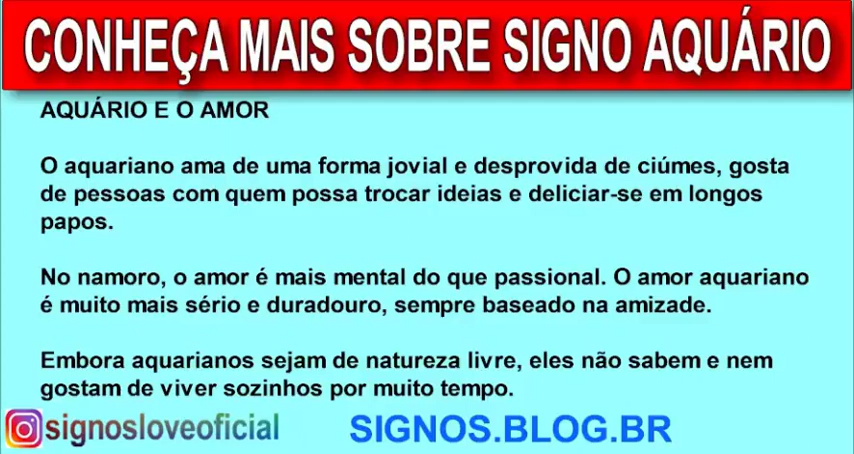 CONHEÇA MAIS SOBRE SIGNO AQUÁRIO
AQUÁRIO E O AMOR
O aquariano ama de uma forma jovial e desprovida de ciúmes, gosta
de pessoas com quem possa trocar ideias e deliciar-se em longos
papos.
No namoro, o amor é mais mental do que passional. O amor aquariano
é muito mais sério e duradouro, sempre baseado na amizade.
Embora aquarianos sejam de natureza livre, eles não sabem e nem
gostam de viver sozinhos por muito tempo.
signosloveoficial SIGNOS.BLOG.BR